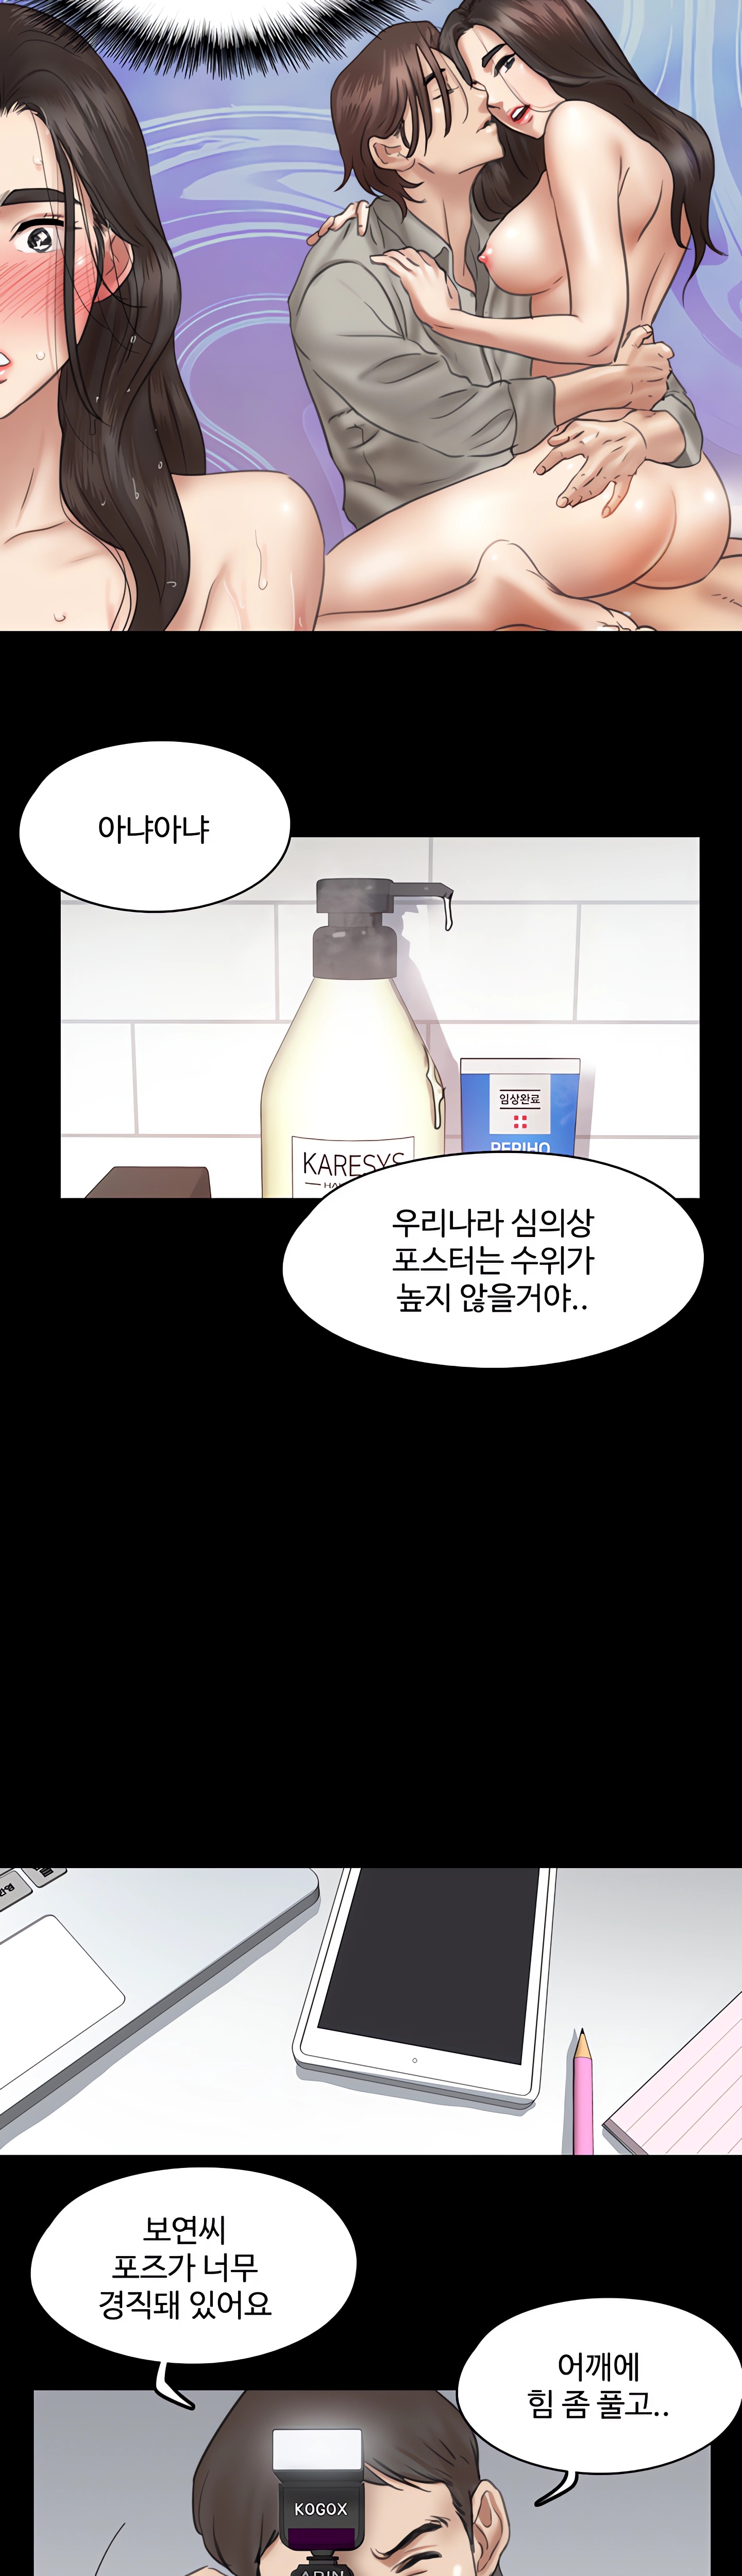 아냐아냐
임상완료
KARESYS
우리나라 심의상
포스터는 수위가
높지 않을거야..
보연씨
포즈가 너무
경직돼 있어요
어깨에
힘 좀 풀고..
KOGOX